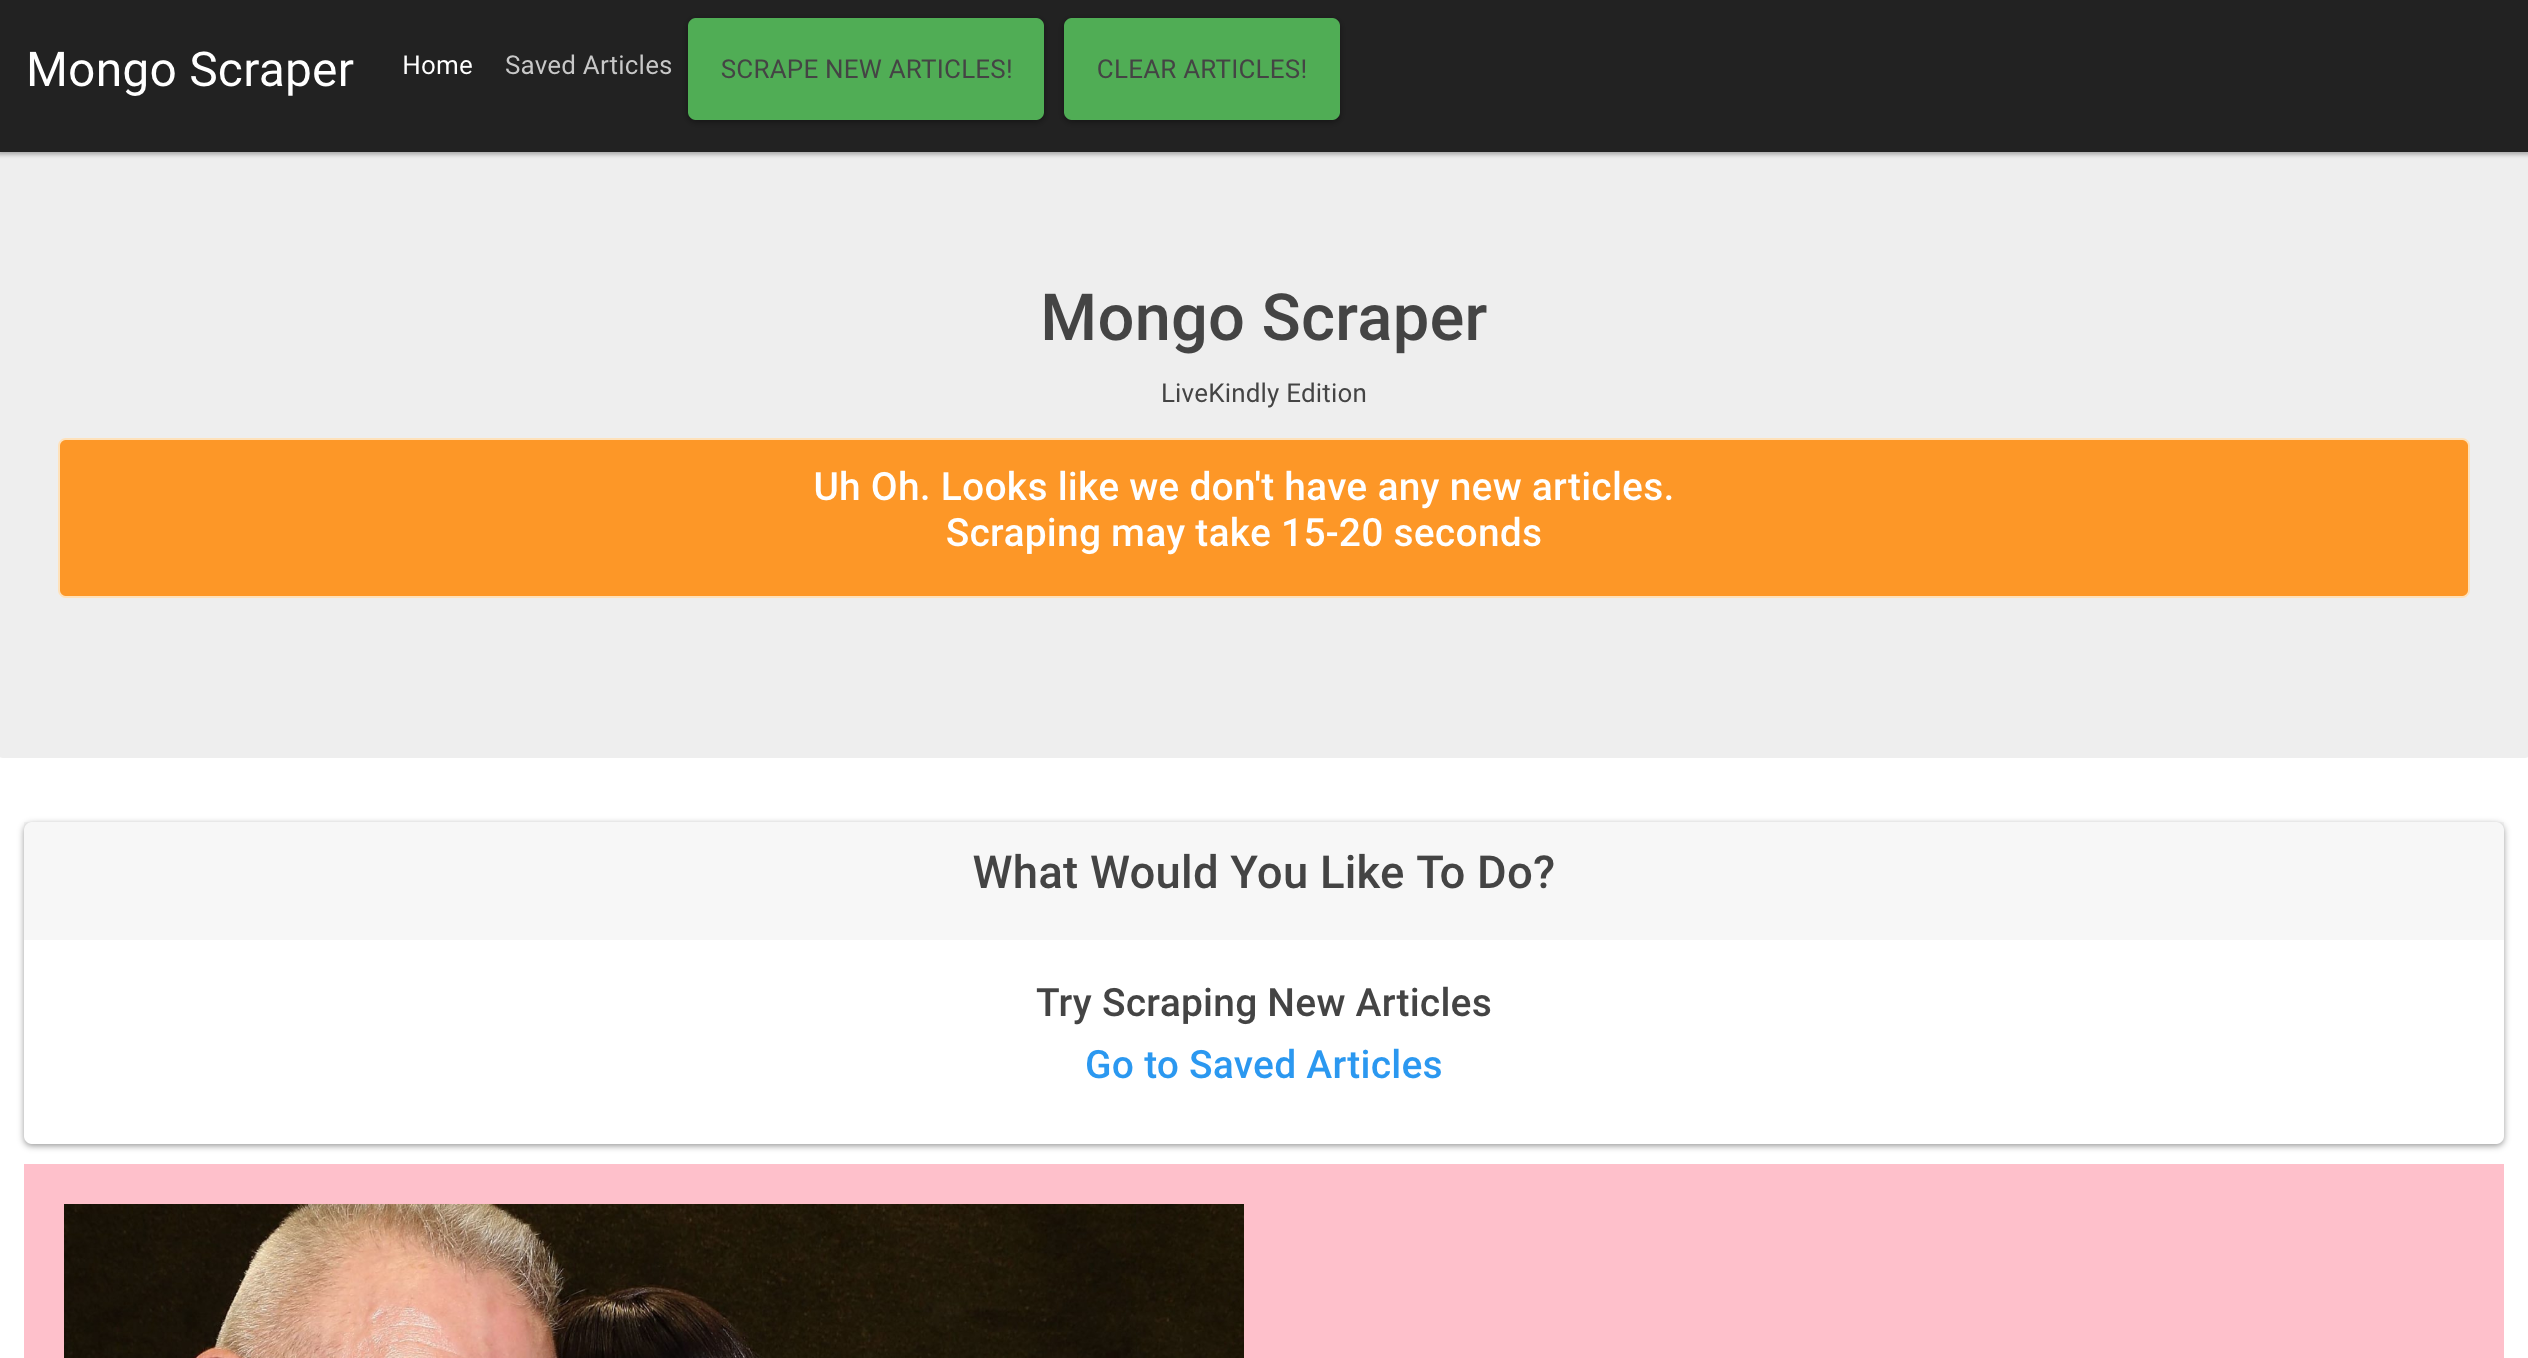 Mongo Scraper
Home
Saved Articles
SCRAPE NEW ARTICLES!
CLEAR ARTICLES!
Mongo Scraper
LiveKindly Edition
Uh Oh. Looks like we don't have any new articles.
Scraping may take 15-20 seconds
What Would You Like To Do?
Try Scraping New Articles
Go to Saved Articles